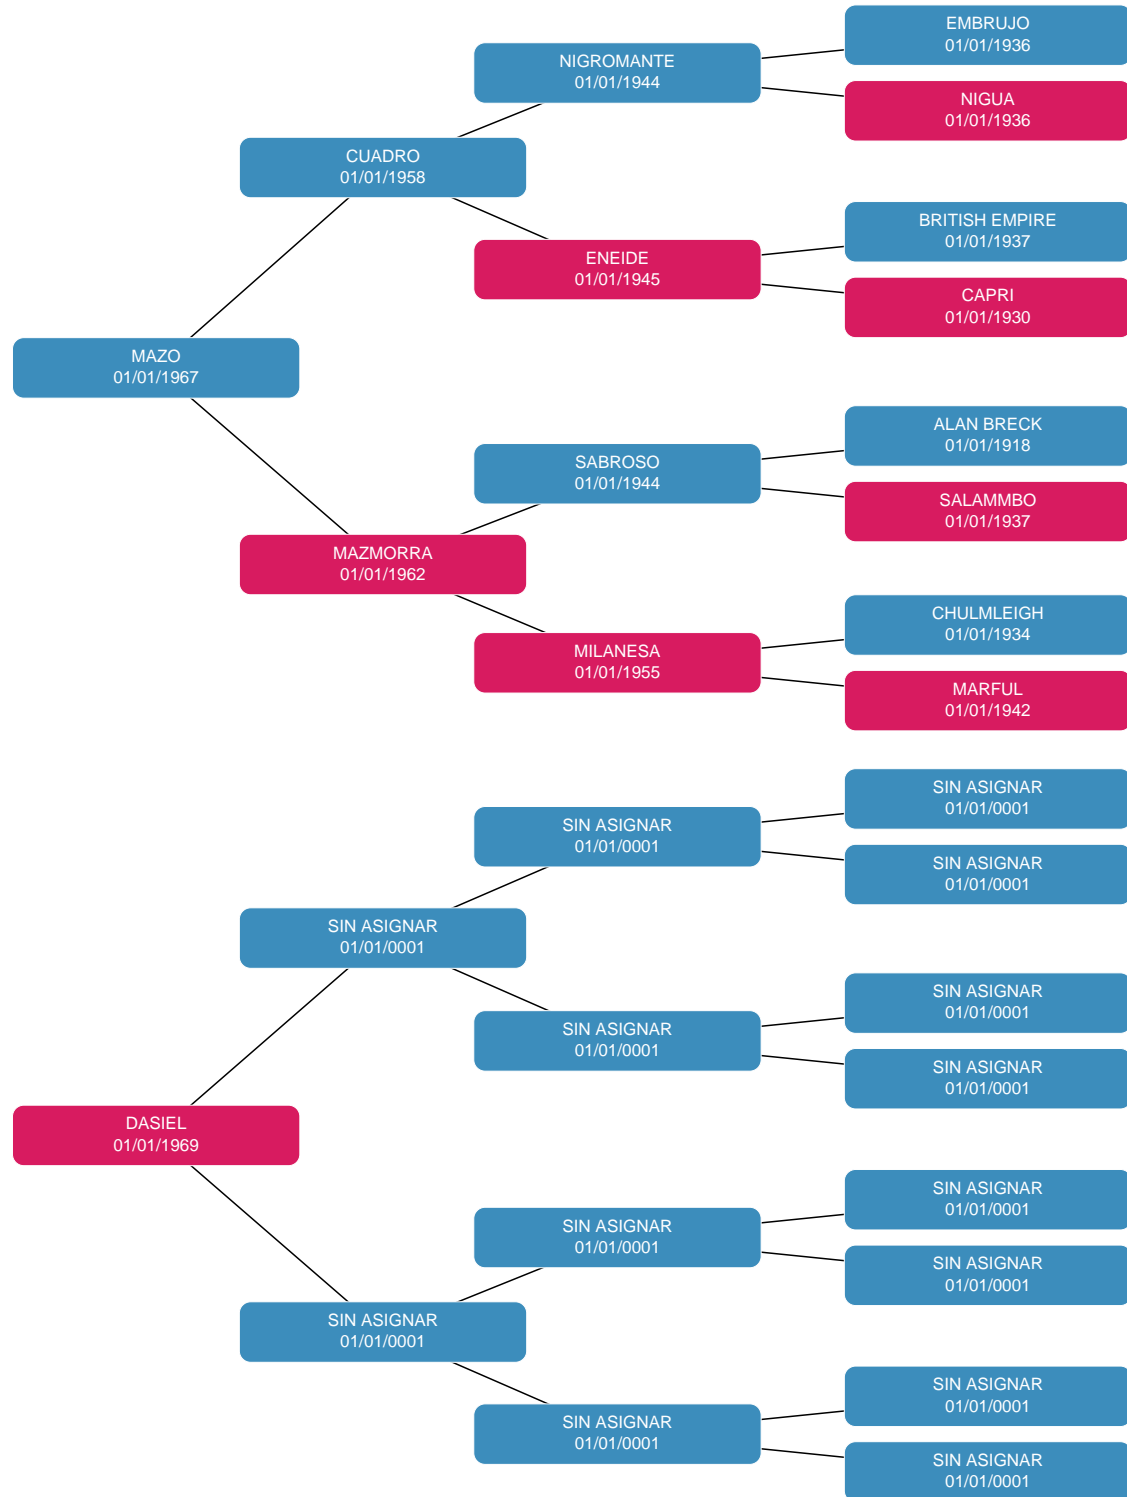 EMBRUJO
01/01/1936
NIGROMANTE
01/01/1944
NIGUA
01/01/1936
CUADRO
01/01/1958
BRITISH EMPIRE
01/01/1937
ENEIDE
01/01/1945
CAPRI
01/01/1930
MAZO
01/01/1967
ALAN BRECK
01/01/1918
SABROSO
01/01/1944
SALAMMBO
01/01/1937
MAZMORRA
01/01/1962
CHULMLEIGH
01/01/1934
MILANESA
01/01/1955
MARFUL
01/01/1942
SIN ASIGNAR
01/01/0001
SIN ASIGNAR
01/01/0001
SIN ASIGNAR
01/01/0001
SIN ASIGNAR
01/01/0001
SIN ASIGNAR
01/01/0001
SIN ASIGNAR
01/01/0001
SIN ASIGNAR
01/01/0001
DASIEL
01/01/1969
SIN ASIGNAR
01/01/0001
SIN ASIGNAR
01/01/0001
SIN ASIGNAR
01/01/0001
SIN ASIGNAR
01/01/0001
SIN ASIGNAR
01/01/0001
SIN ASIGNAR
01/01/0001
SIN ASIGNAR
01/01/0001